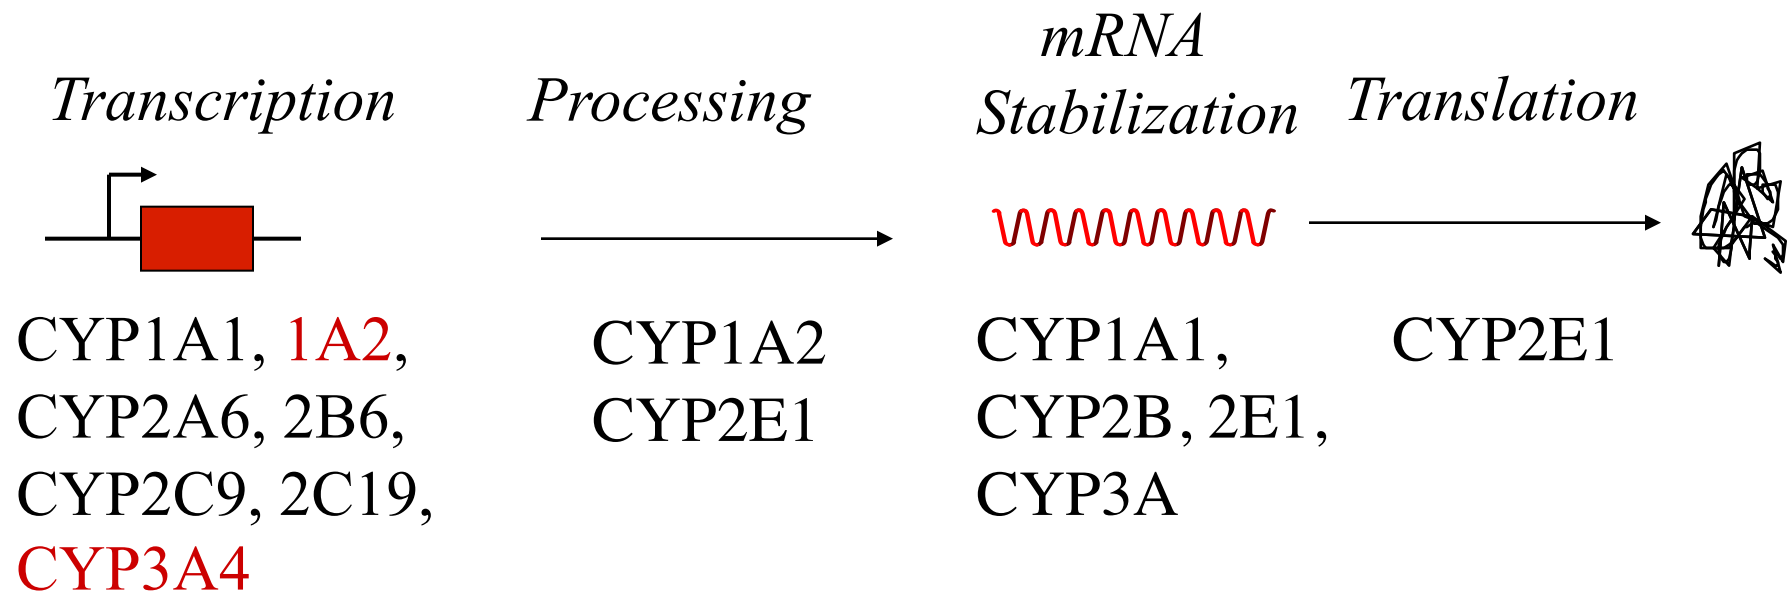 Transcription
Processing
mRNA
Stabilization
Translation
CYP1A1, 1A2,
CYP2A6, 2B6,
CYP2C9, 2C19,
CYP3A4
CYP1A2
CYP2E1
CYP1A1,
CYP2B, 2E1,
CYP3A
CYP2E1